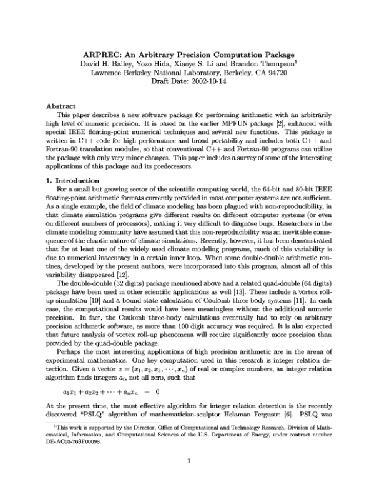 ARPREC: An Arbitrary Precision Computation Package
David H. Bailey, Yozo Hida, Xiaoye S. Li and Brandon Thompson¹
Lawrence Berkeley National Laboratory, Berkeley, CA 94720
Draft Date: 2002-10-14
Abstract
This paper describes a new software package for performing arithmetic with an arbitrarily
high level of numeric precision. It is based on the earlier MPFUN package [2], enhanced with
special IEEE floating-point numerical techniques and several new functions. This package is
written in C++ code for high performance and broad portability and includes both C++ and
Fortran-90 translation modules, so that conventional C++ and Fortran-90 programs can utilize
the package with only very minor changes. This paper includes a survey of some of the interesting
applications of this package and its predecessors.
1. Introduction
For a small but growing sector of the scientific computing world, the 64-bit and 80-bit IEEE
floating-point arithmetic formats currently provided in most computer systems are not sufficient.
As a single example, the field of climate modeling has been plagued with non-reproducibility, in
that climate simulation programs give different results on different computer systems (or even
on different numbers of processors), making it very difficult to diagnose bugs. Researchers in the
climate modeling community have assumed that this non-reproducibility was an inevitable conse-
quence of the chaotic nature of climate simulations. Recently, however, it has been demonstrated
that for at least one of the widely used climate modeling programs, much of this variability is
due to numerical inaccuracy in a certain inner loop. When some double-double arithmetic rou-
tines, developed by the present authors, were incorporated into this program, almost all of this
variability disappeared [12].
The double-double (32 digits) package mentioned above and a related quad-double (64 digits)
package have been used in other scientific applications as well [13]. These include a vortex roll-
up simulation [10] and a bound state calculation of Coulomb three-body systems [11]. In each
case, the computational results would have been meaningless without the additional numeric
precision. In fact, the Coulomb three-body calculations eventually had to rely on arbitrary
precision arithmetic software, as more than 100-digit accuracy was required. It is also expected
that future analysis of vortex roll-up phenomena will require significantly more precision than
provided by the quad-double package.
Perhaps the most interesting applications of high precision arithmetic are in the arena of
experimental mathematics. One key computation used in this research is integer relation de-
tection. Given a vector x = (x₁, x₂, x₃, ···, xₙ) of real or complex numbers, an integer relation
algorithm finds integers aₖ, not all zero, such that
a₁x₁ + a₂x₂ + ··· + aₙxₙ = 0
At the present time, the most effective algorithm for integer relation detection is the recently
discovered "PSLQ" algorithm of mathematician-sculptor Helaman Ferguson [6]. PSLQ was
¹This work is supported by the Director, Office of Computational and Technology Research, Division of Math-
ematical, Information, and Computational Sciences of the U.S. Department of Energy, under contract number
DE-AC03-76SF00098.
1